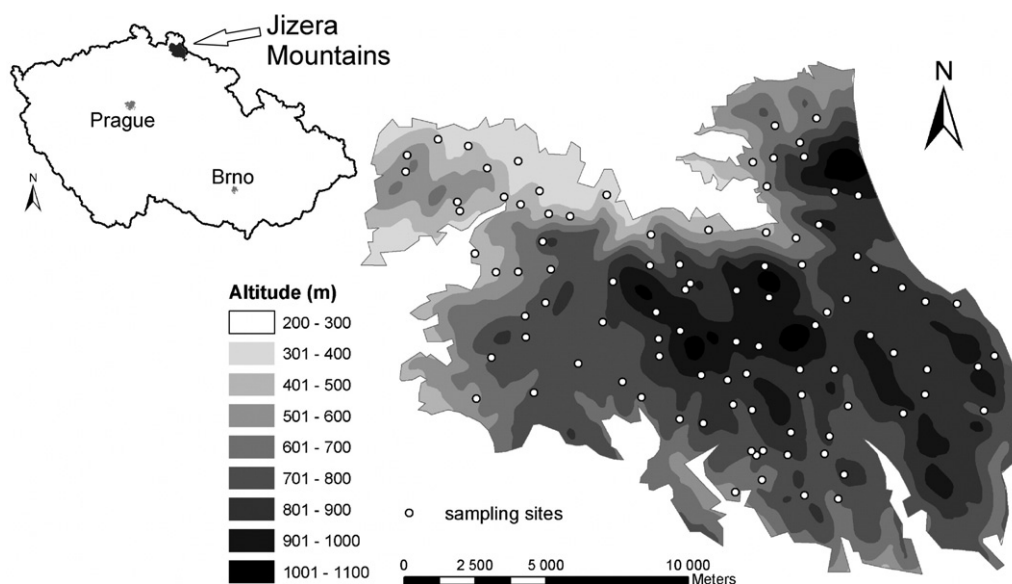 Jizera
Mountains
Prague
Brno
N
N
Altitude (m)
200 - 300
301 - 400
401 - 500
501 - 600
601 - 700
701 - 800
801 - 900
901 - 1000
1001 - 1100
sampling sites
0 2 500 5 000 10 000
Meters